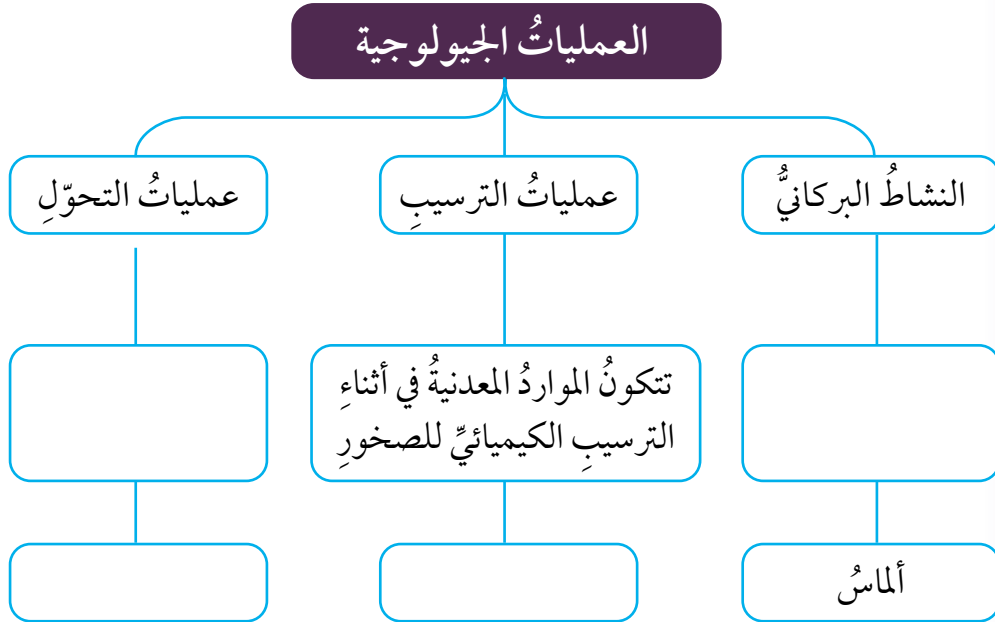 العملياتُ الجيولوجية
النشاطُ البركانيُّ
عملياتُ الترسيبِ
عملياتُ التحوّلِ
تتكونُ المواردُ المعدنيةُ في أثناءِ
الترسيبِ الكيميائيِّ للصخورِ
ألماسُ